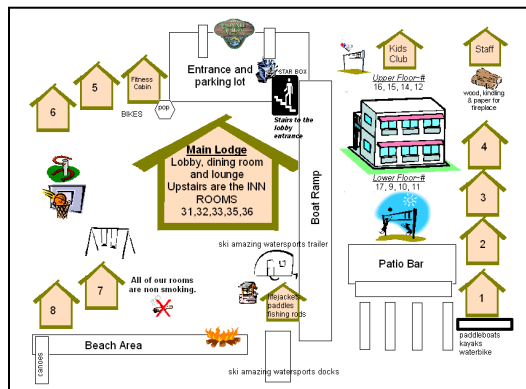 Entrance and
parking lot
STAR BOX
Stairs to the
lobby
entrance
Kids
Club
Staff
Upper Floor-#
16, 15, 14, 12
wood, kindling
& paper for
fireplace
Fitness
Cabin
5
6
pop
BIKES
Main Lodge
Lobby, dining room
and lounge
Upstairs are the INN
ROOMS
31,32,33,35,36
Boat Ramp
Lower Floor-#
17, 9, 10, 11
4
3
2
1
Patio Bar
ski amazing watersports trailer
All of our rooms
are non smoking.
7
8
lifejackets
paddles
fishing rods
paddleboats
kayaks
waterbike
Beach Area
canoes
ski amazing watersports docks